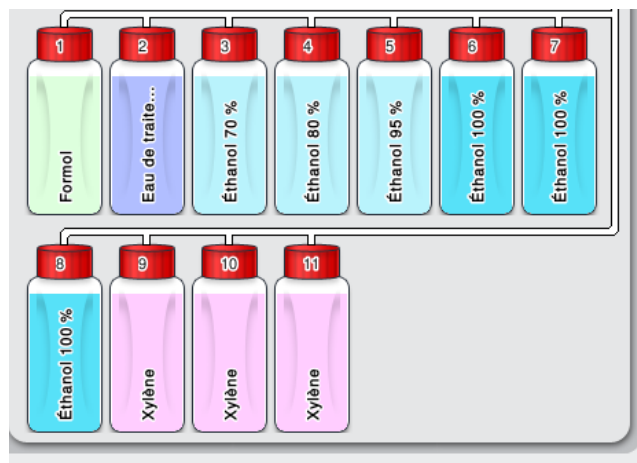 1
Formol
2
Eau de traite...
3
Éthanol 70 %
4
Éthanol 80 %
5
Éthanol 95 %
6
Éthanol 100 %
7
Éthanol 100 %
8
Éthanol 100 %
9
Xylène
10
Xylène
11
Xylène